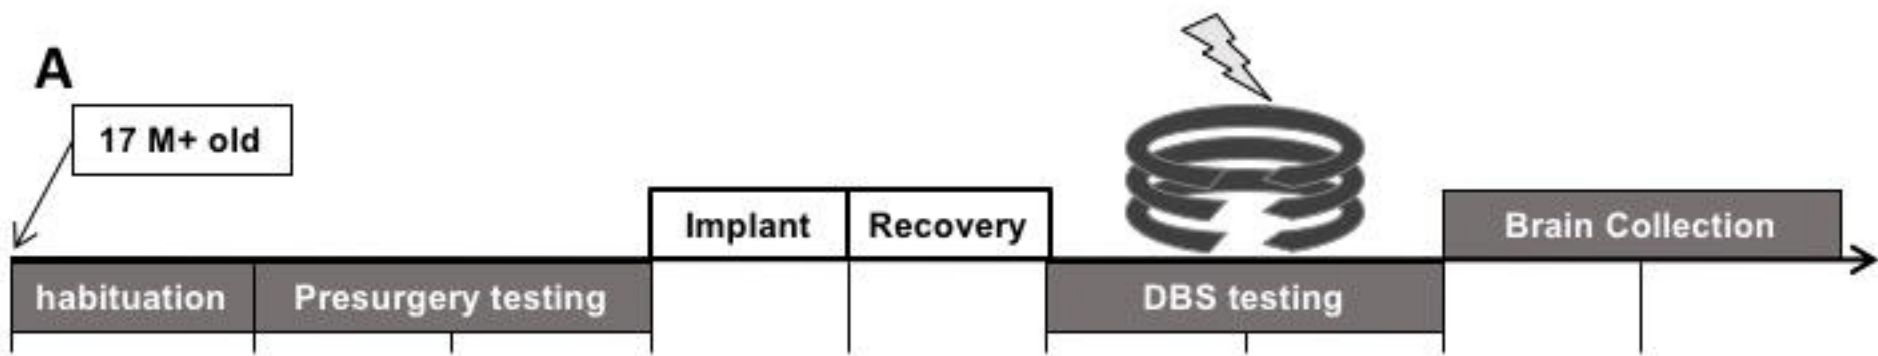 A
17 M+ old
Implant
Recovery
Brain Collection
habituation
Presurgery testing
DBS testing